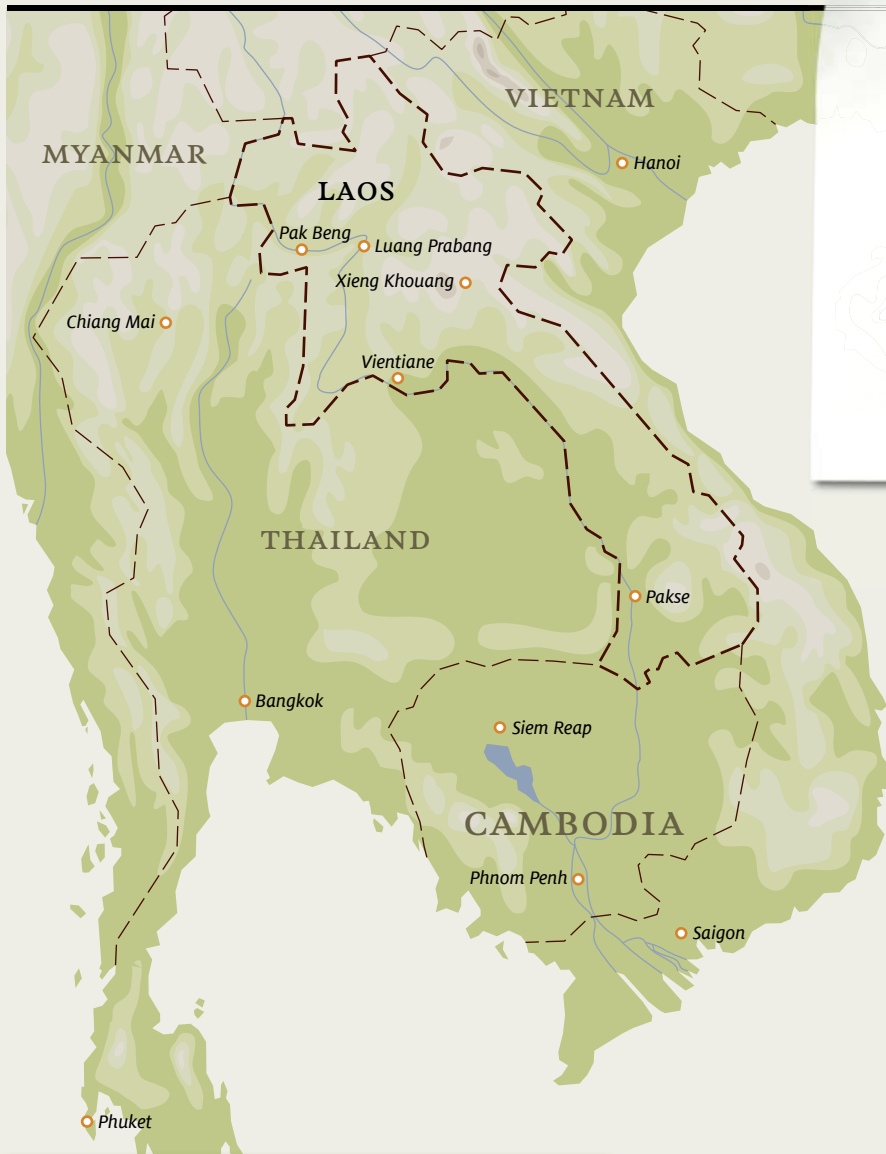 VIETNAM
MYANMAR
Hanoi
LAOS
Pak Beng
Luang Prabang
Xieng Khouang
Chiang Mai
Vientiane
THAILAND
Pakse
Bangkok
Siem Reap
CAMBODIA
Phnom Penh
Saigon
Phuket